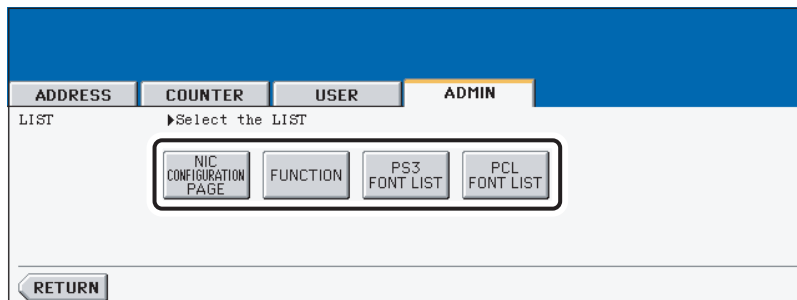 ADDRESS COUNTER USER ADMIN
LIST ▶Select the LIST
NIC CONFIGURATION PAGE
FUNCTION
PS3 FONT LIST
PCL FONT LIST
RETURN